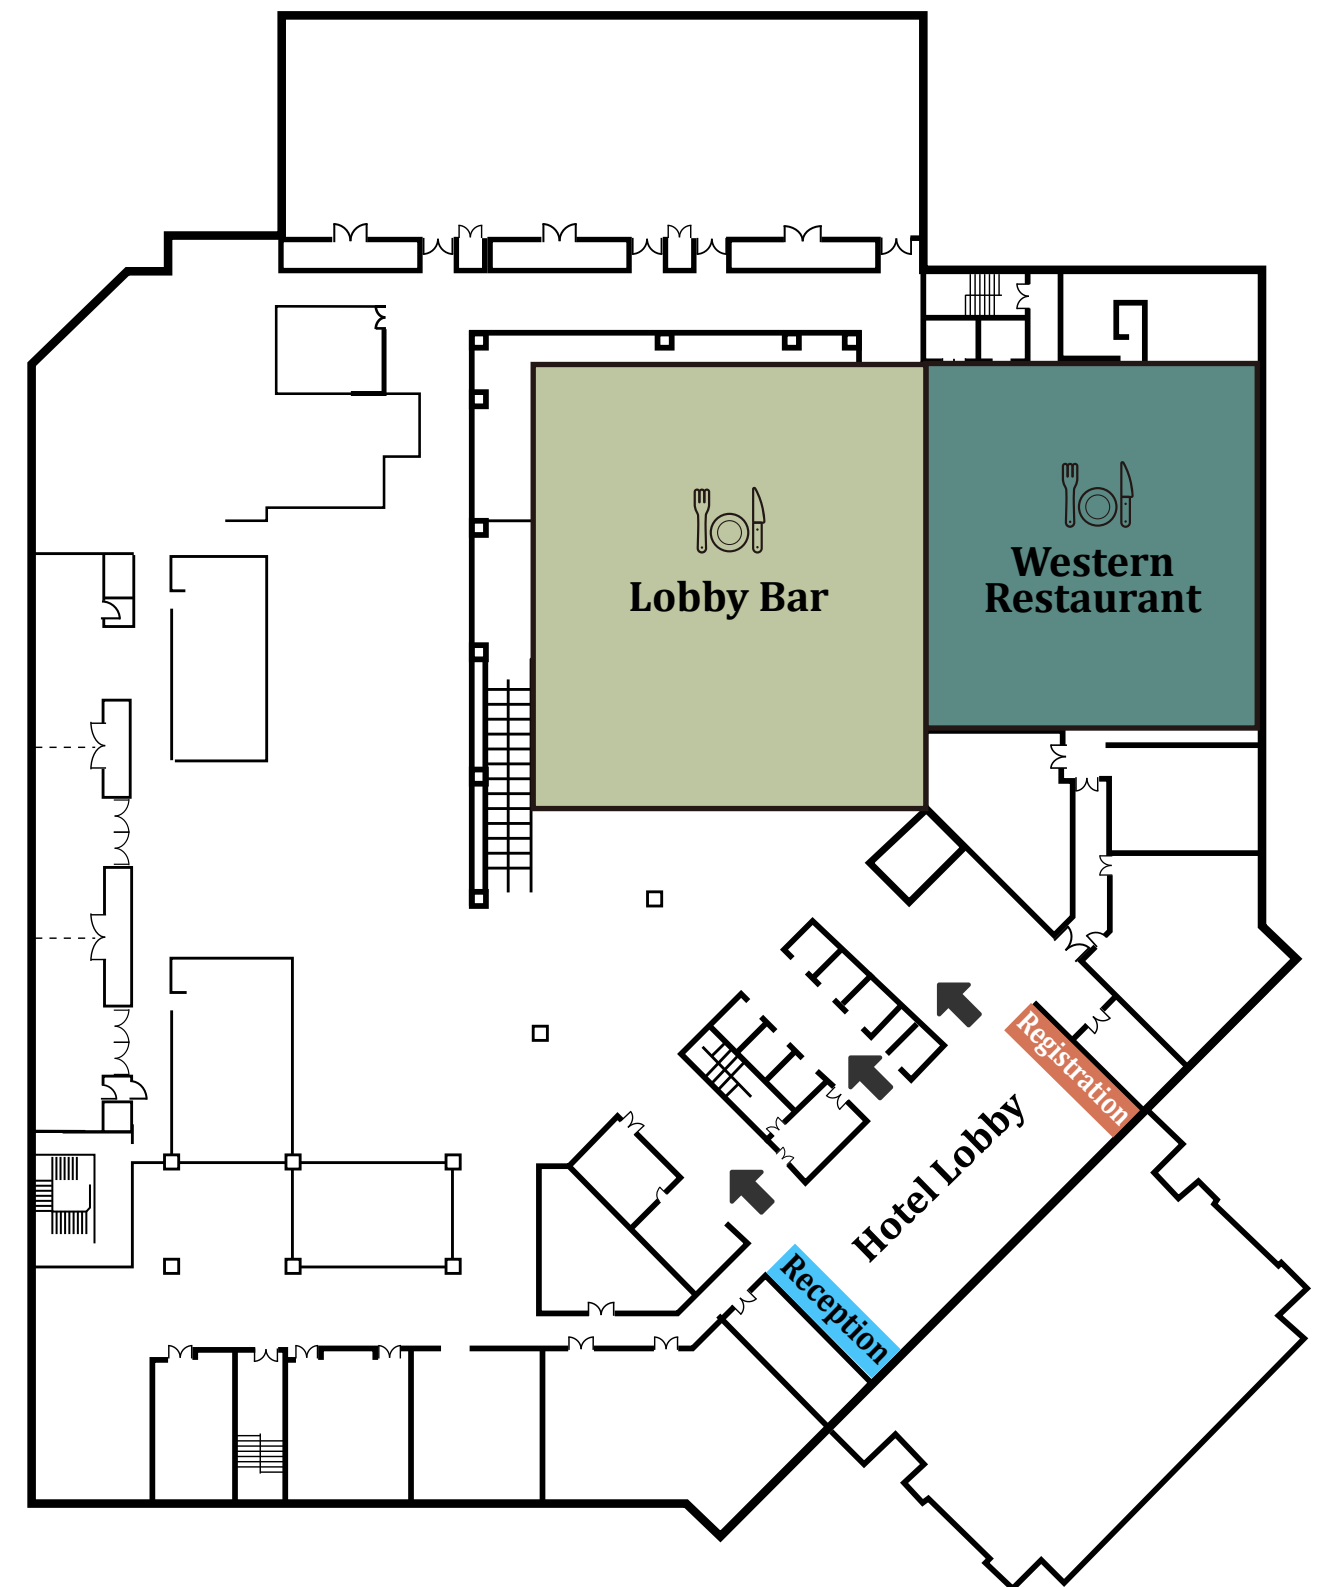 Lobby Bar
Western
Restaurant
Registration
Hotel Lobby
Reception